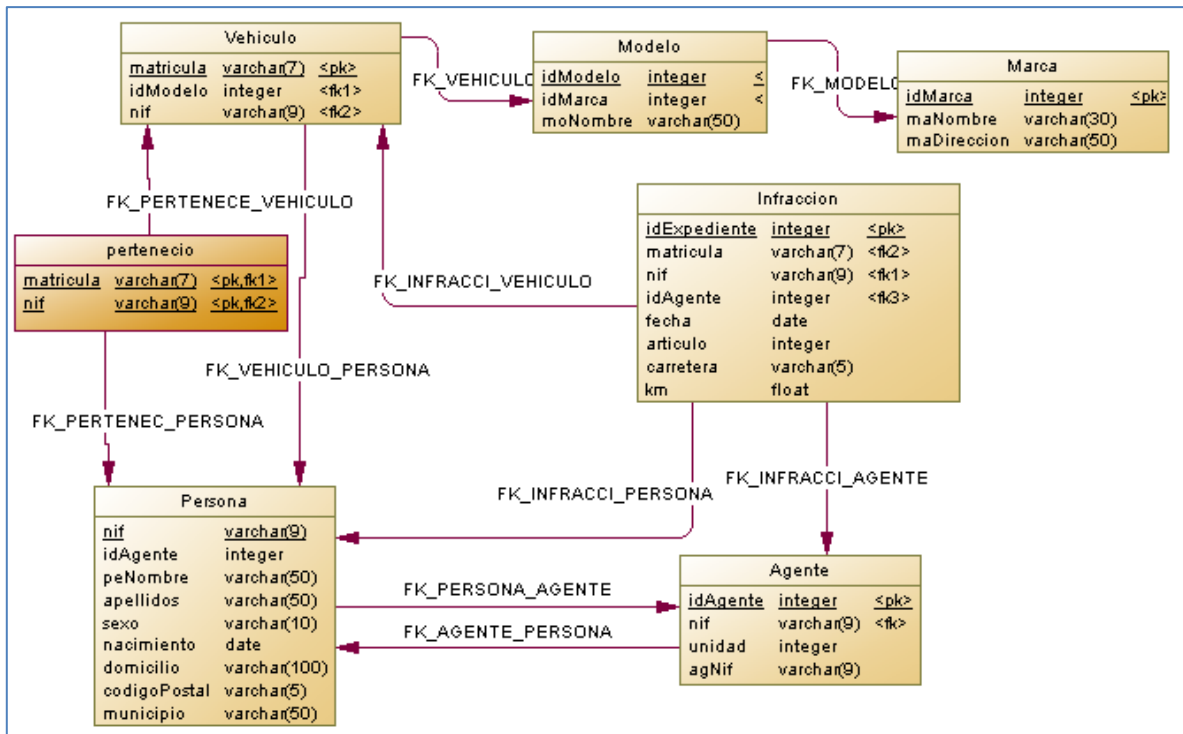 Vehiculo
matricula varchar(7) <pk>
idModelo integer <fk1>
nif varchar(9) <fk2>
FK_VEHICULO
Modelo
idModelo integer <
idMarca integer <
moNombre varchar(50)
FK_MODELO
Marca
idMarca integer <pk>
maNombre varchar(30)
maDireccion varchar(50)
FK_PERTENECE_VEHICULO
pertenecio
matricula varchar(7) <pk,fk1>
nif varchar(9) <pk,fk2>
FK_INFRACCI_VEHICULO
Infraccion
idExpediente integer <pk>
matricula varchar(7) <fk2>
nif varchar(9) <fk1>
idAgente integer <fk3>
fecha date
articulo integer
carretera varchar(5)
km float
FK_VEHICULO_PERSONA
FK_PERTENEC_PERSONA
FK_INFRACCI_PERSONA
FK_INFRACCI_AGENTE
Persona
nif varchar(9)
idAgente integer
peNombre varchar(50)
apellidos varchar(50)
sexo varchar(10)
nacimiento date
domicilio varchar(100)
codigoPostal varchar(5)
municipio varchar(50)
FK_PERSONA_AGENTE
FK_AGENTE_PERSONA
Agente
idAgente integer <pk>
nif varchar(9) <fk>
unidad integer
agNif varchar(9)